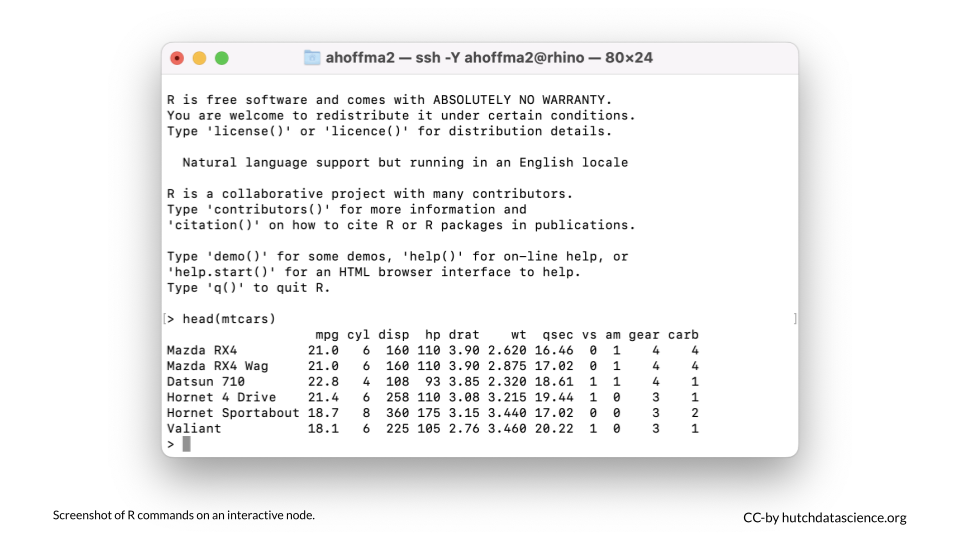 ahoffma2 — ssh -Y ahoffma2@rhino — 80×24
R is free software and comes with ABSOLUTELY NO WARRANTY.
You are welcome to redistribute it under certain conditions.
Type 'license()' or 'licence()' for distribution details.
  Natural language support but running in an English locale
R is a collaborative project with many contributors.
Type 'contributors()' for more information and
'citation()' on how to cite R or R packages in publications.
Type 'demo()' for some demos, 'help()' for on-line help, or
'help.start()' for an HTML browser interface to help.
Type 'q()' to quit R.
[> head(mtcars) ]
                   mpg cyl disp  hp drat    wt  qsec vs am gear carb
Mazda RX4         21.0   6  160 110 3.90 2.620 16.46  0  1    4    4
Mazda RX4 Wag     21.0   6  160 110 3.90 2.875 17.02  0  1    4    4
Datsun 710        22.8   4  108  93 3.85 2.320 18.61  1  1    4    1
Hornet 4 Drive    21.4   6  258 110 3.08 3.215 19.44  1  0    3    1
Hornet Sportabout 18.7   8  360 175 3.15 3.440 17.02  0  0    3    2
Valiant           18.1   6  225 105 2.76 3.460 20.22  1  0    3    1
>
Screenshot of R commands on an interactive node.
CC-by hutchdatascience.org